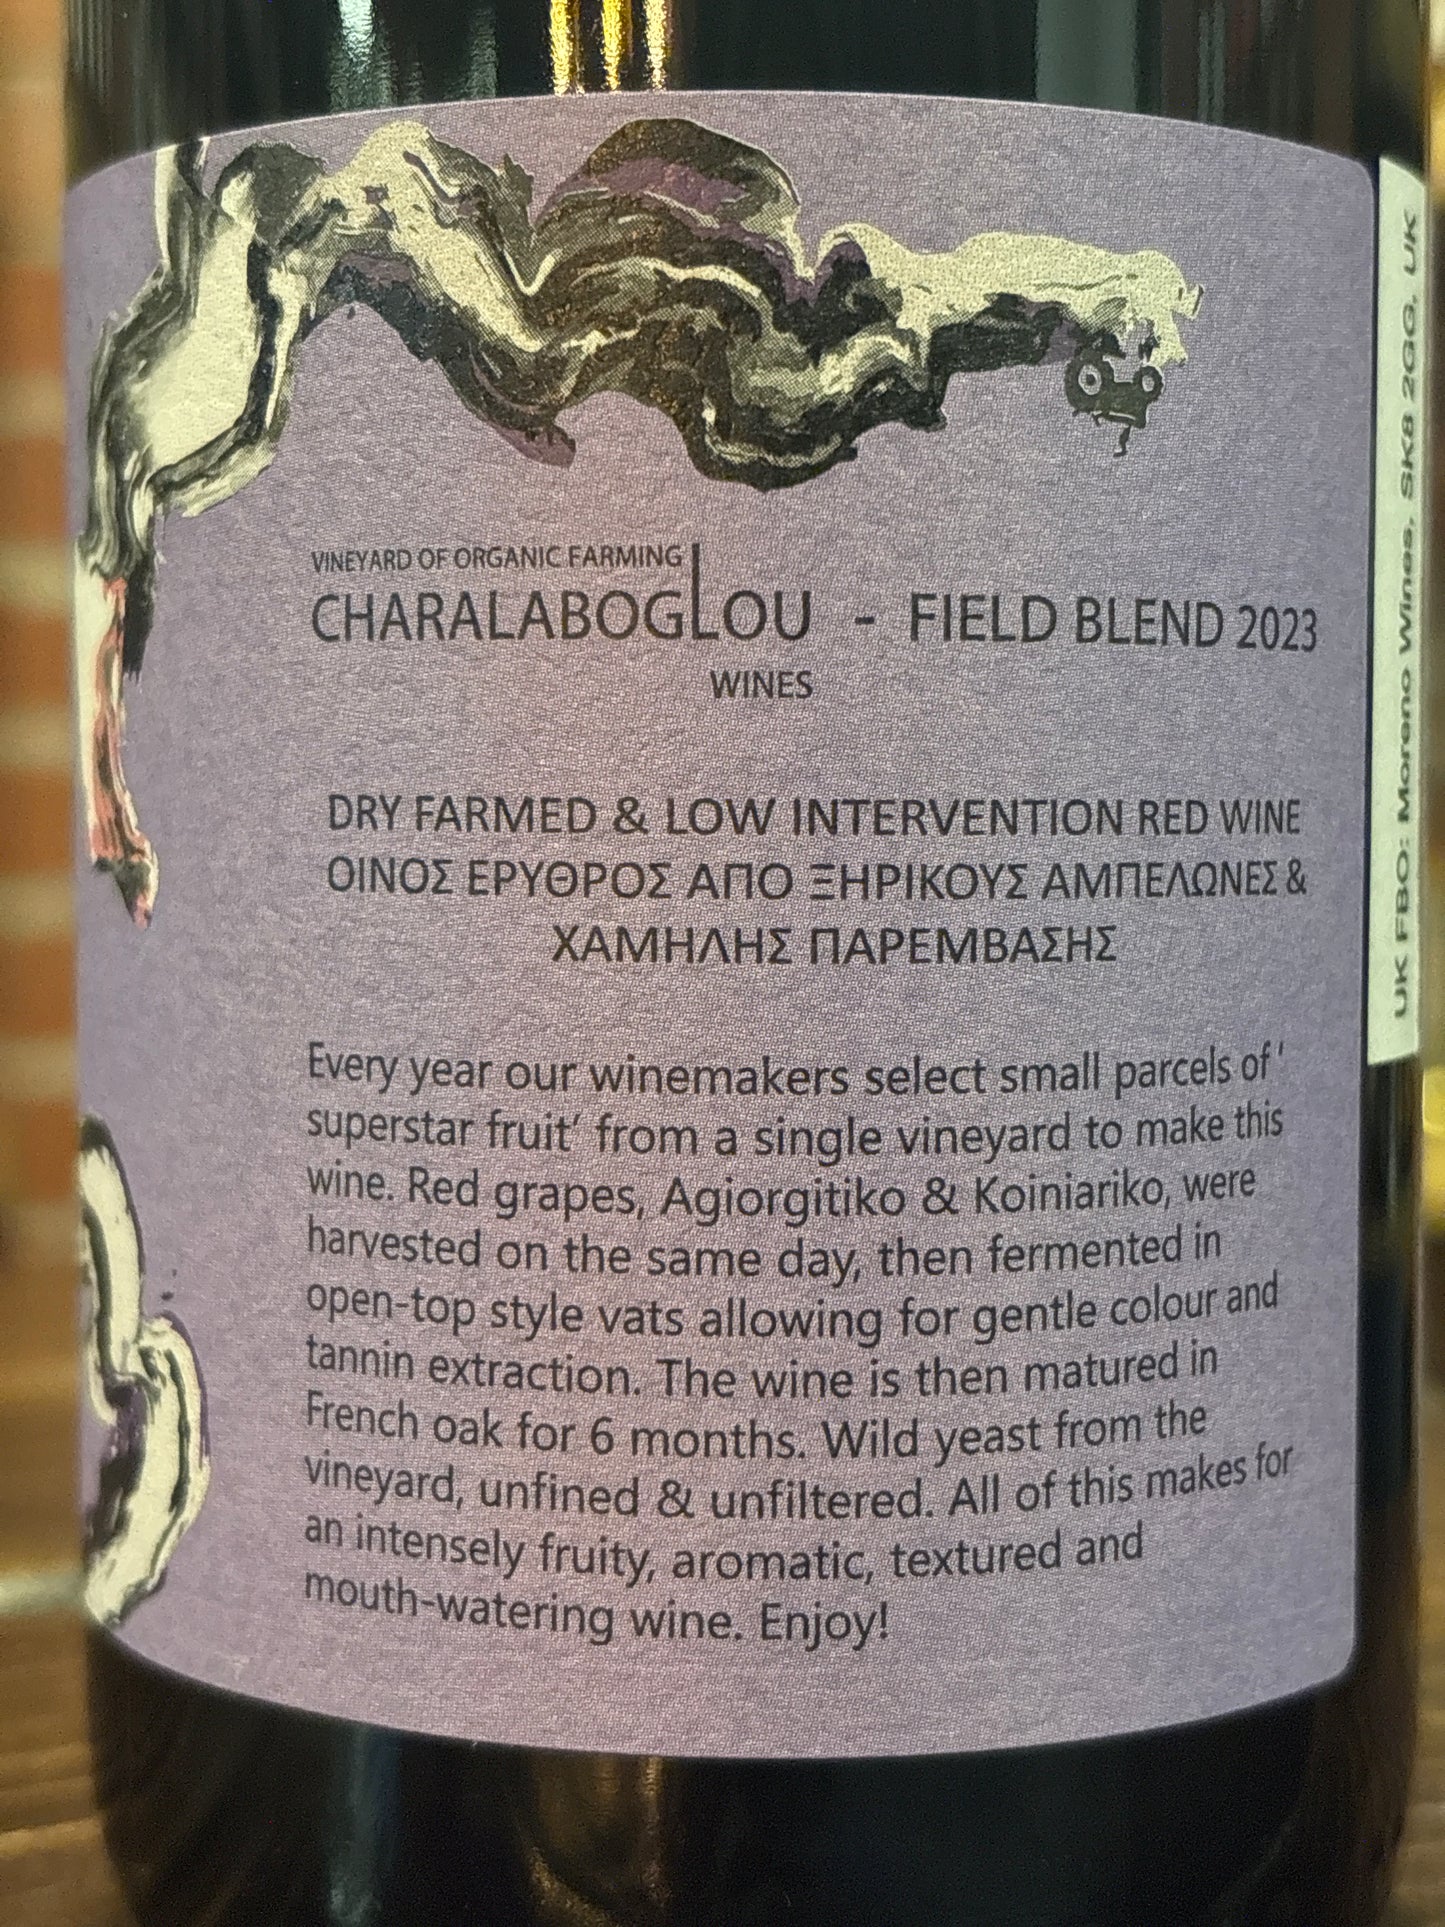 VINEYARD OF ORGANIC FARMING
CHARALABOGLOU - FIELD BLEND 2023
WINES
DRY FARMED & LOW INTERVENTION RED WINE
ΟΙΝΟΣ ΕΡΥΘΡΟΣ ΑΠΟ ΞΗΡΙΚΟΥΣ ΑΜΠΕΛΩΝΕΣ &
ΧΑΜΗΛΗΣ ΠΑΡΕΜΒΑΣΗΣ
Every year our winemakers select small parcels of '
superstar fruit' from a single vineyard to make this
wine. Red grapes, Agiorgitiko & Koiniariko, were
harvested on the same day, then fermented in
open-top style vats allowing for gentle colour and
tannin extraction. The wine is then matured in
French oak for 6 months. Wild yeast from the
vineyard, unfined & unfiltered. All of this makes for
an intensely fruity, aromatic, textured and
mouth-watering wine. Enjoy!
UK FBO: Moreno Wines, SK8 2GG, UK